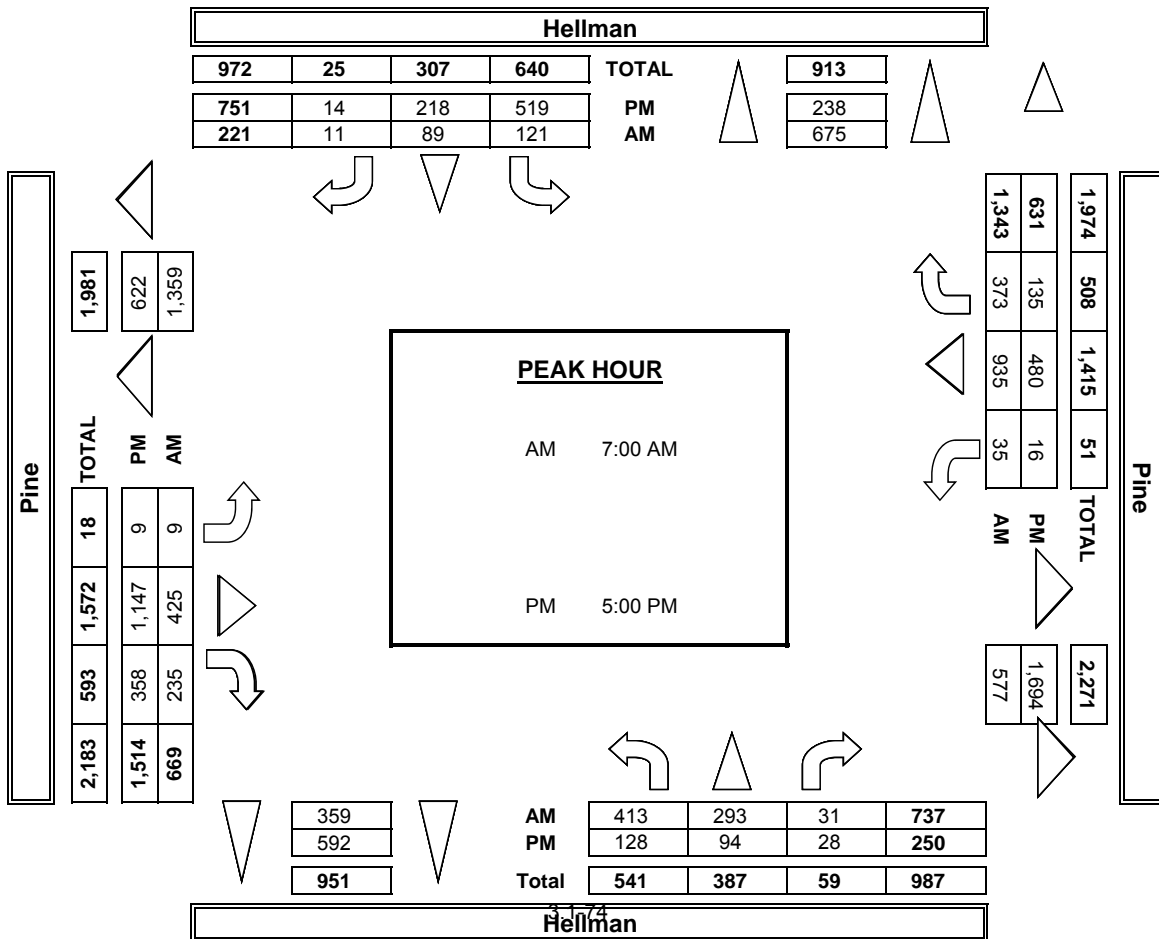 Hellman
972 25 307 640 TOTAL 913
751 14 218 519 PM 238
221 11 89 121 AM 675
Pine
1,981
622
1,359
TOTAL 18 1,572 593 2,183
PM 9 1,147 358 1,514
AM 9 425 235 669
PEAK HOUR
AM 7:00 AM
PM 5:00 PM
1,974 508 1,415 51 TOTAL 2,271
631 135 480 16 PM 1,694
1,343 373 935 35 AM 577
Pine
359 AM 413 293 31 737
592 PM 128 94 28 250
951 Total 541 387 59 987
3.1-74
Hellman